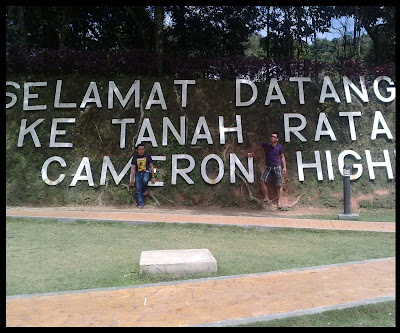 SELAMAT DATANG
KE TANAH RATA
CAMERON HIGH